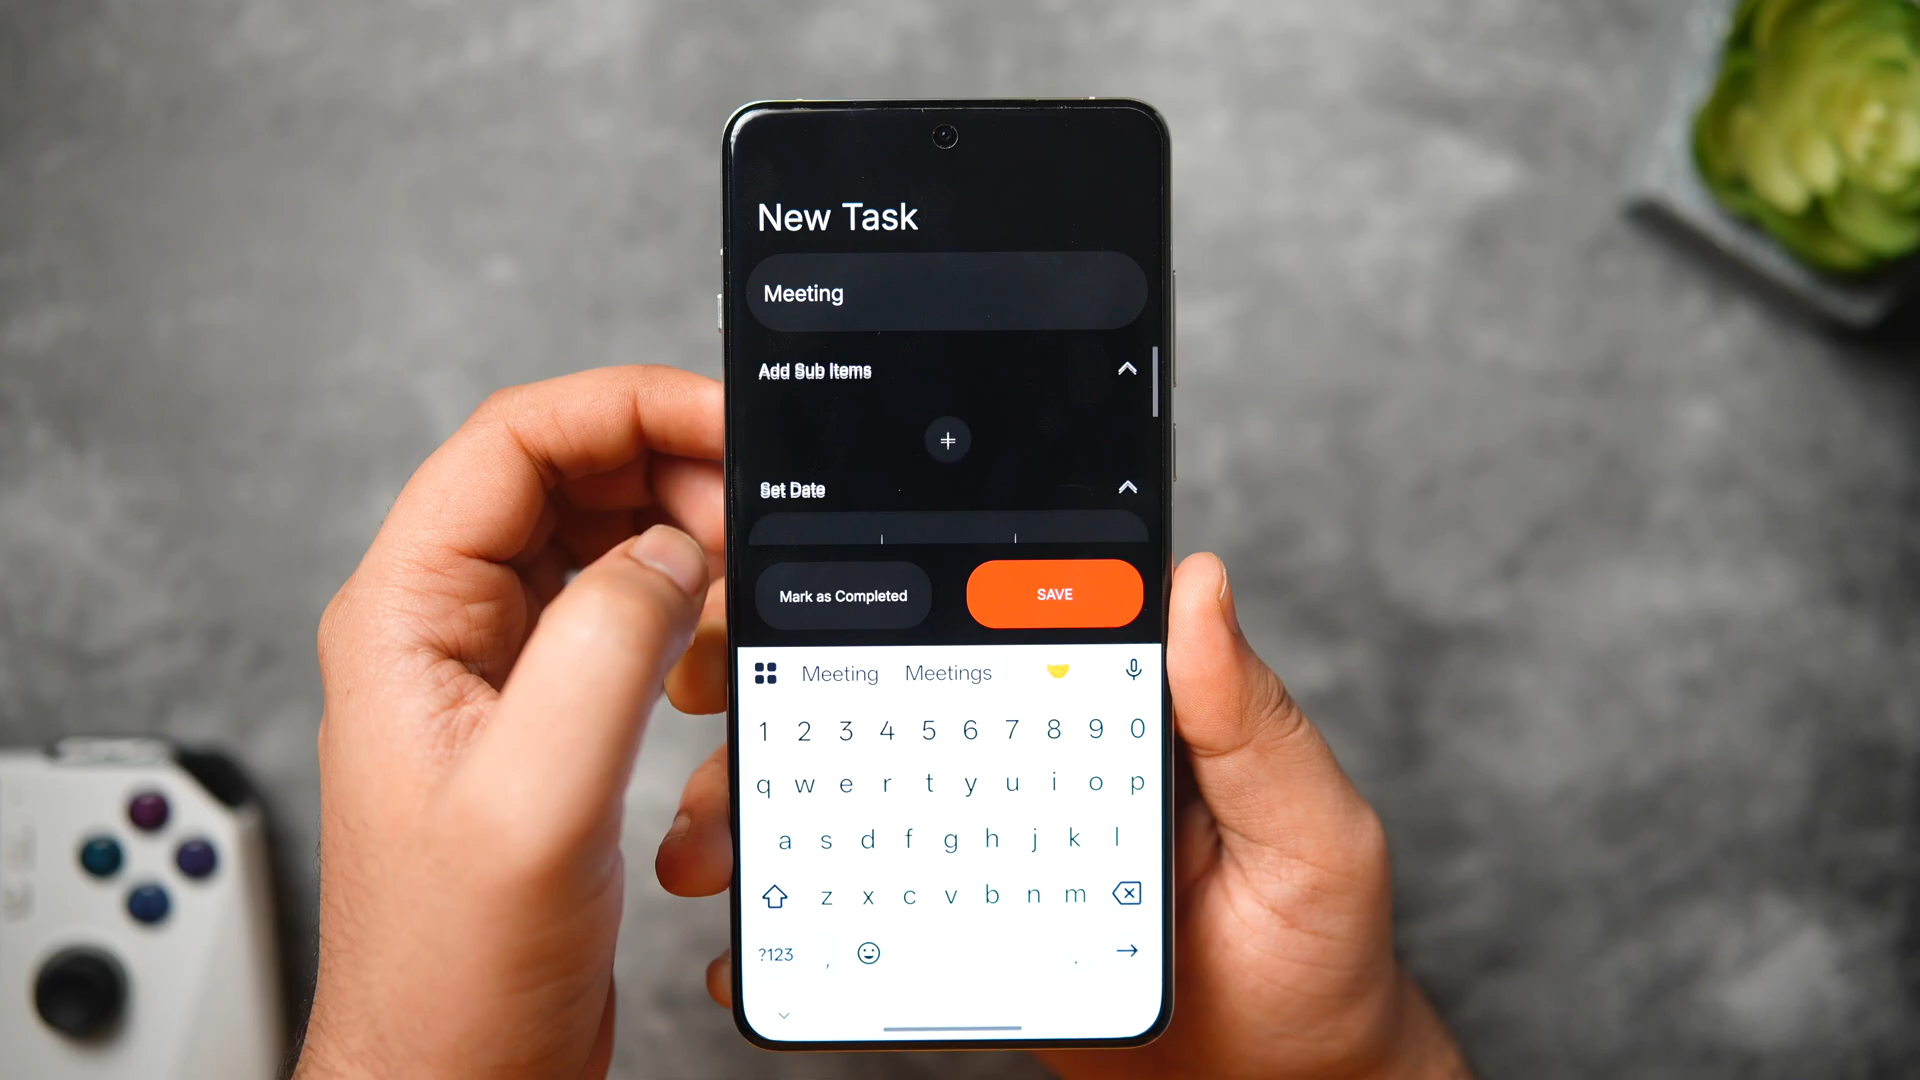 New Task
Meeting
Add Sub Items
Set Date
Mark as Completed SAVE
Meeting Meetings
1 2 3 4 5 6 7 8 9 0
q w e r t y u i o p
a s d f g h j k l
z x c v b n m
?123 , .